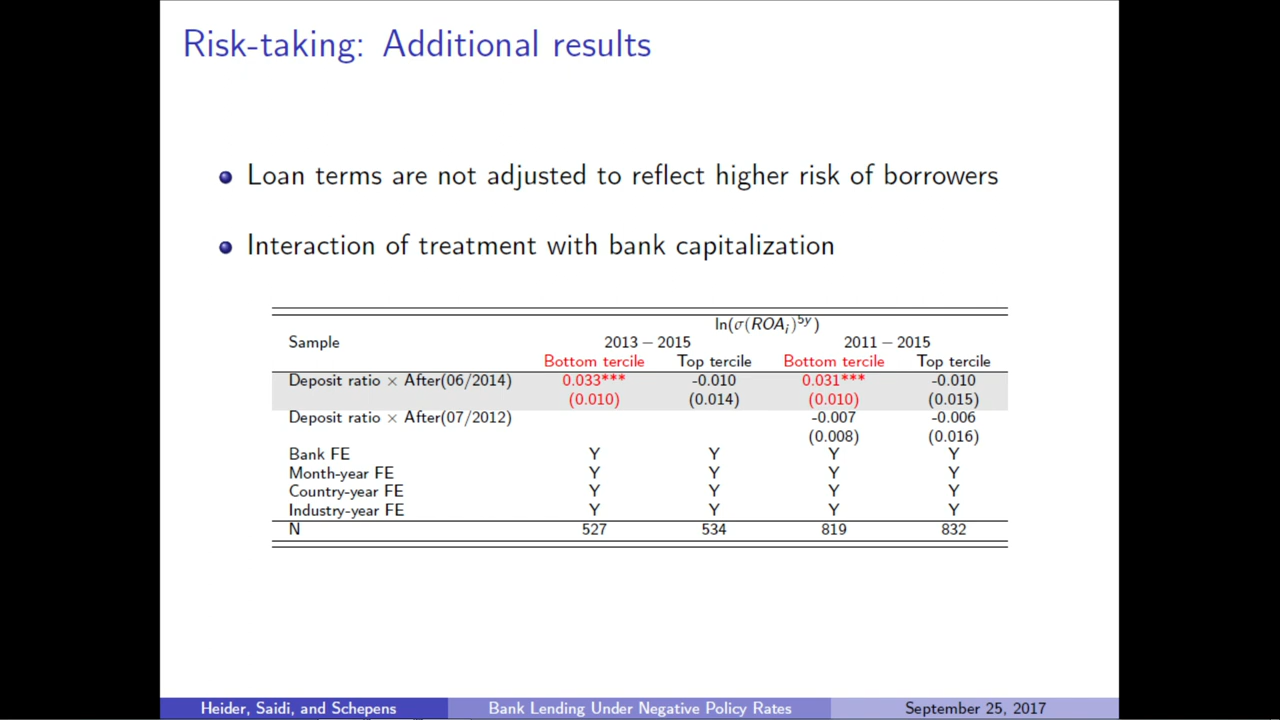 Risk-taking: Additional results
Loan terms are not adjusted to reflect higher risk of borrowers
Interaction of treatment with bank capitalization
ln(σ(ROAᵢ)⁵ʸ)
Sample 2013 – 2015 2011 – 2015
Bottom tercile Top tercile Bottom tercile Top tercile
Deposit ratio × After(06/2014) 0.033*** -0.010 0.031*** -0.010
(0.010) (0.014) (0.010) (0.015)
Deposit ratio × After(07/2012) -0.007 -0.006
(0.008) (0.016)
Bank FE Y Y Y Y
Month-year FE Y Y Y Y
Country-year FE Y Y Y Y
Industry-year FE Y Y Y Y
N 527 534 819 832
Heider, Saidi, and Schepens Bank Lending Under Negative Policy Rates September 25, 2017